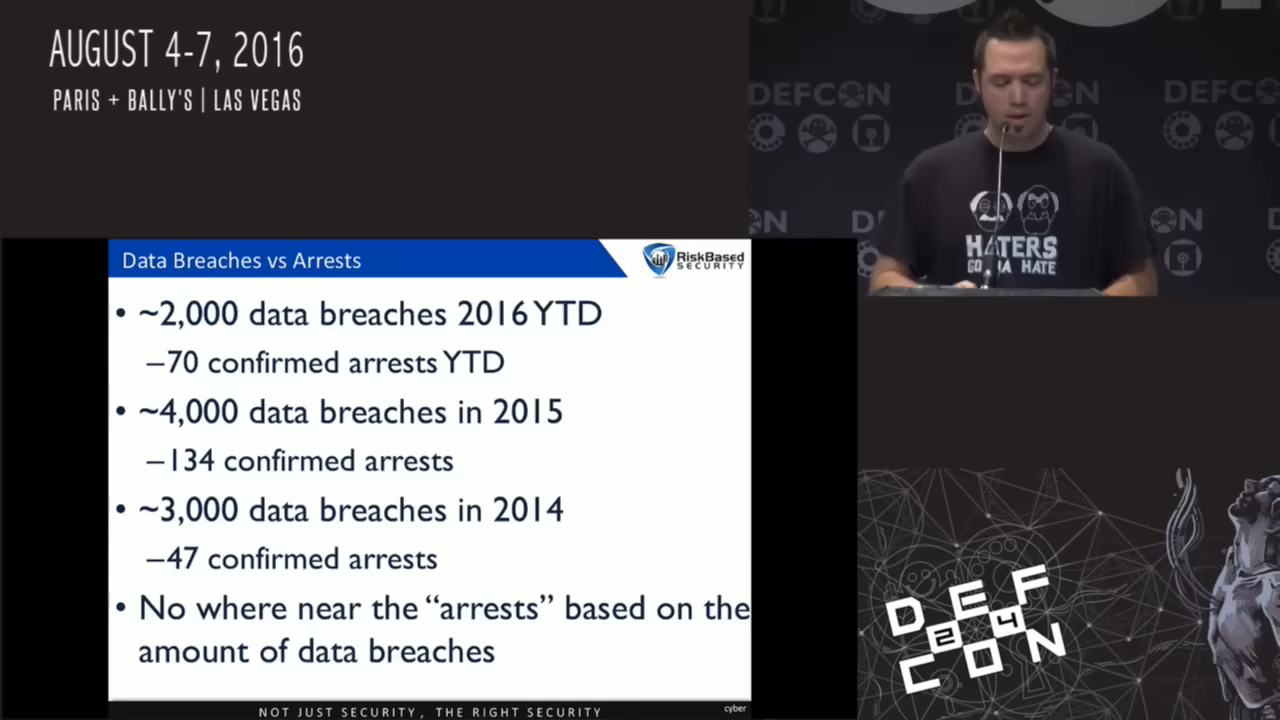 AUGUST 4-7, 2016
PARIS + BALLY'S | LAS VEGAS
DEFCON
DEFCON
HATERS
GONNA HATE
Data Breaches vs Arrests
RiskBased
SECURITY
• ~2,000 data breaches 2016 YTD
–70 confirmed arrests YTD
• ~4,000 data breaches in 2015
–134 confirmed arrests
• ~3,000 data breaches in 2014
–47 confirmed arrests
• No where near the “arrests” based on the
amount of data breaches
NOT JUST SECURITY, THE RIGHT SECURITY
cyber
DEF
24
CON